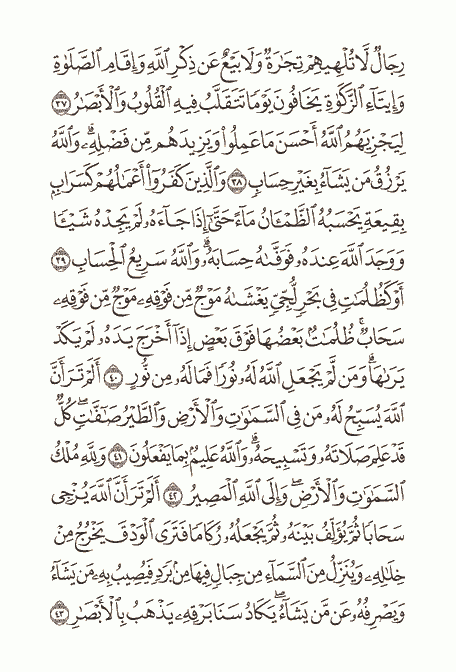 رِجَالٌ لَّا تُلْهِيهِمْ تِجَٰرَةٌ وَلَا بَيْعٌ عَن ذِكْرِ ٱللَّهِ وَإِقَامِ ٱلصَّلَوٰةِ
وَإِيتَآءِ ٱلزَّكَوٰةِ يَخَافُونَ يَوْمًا تَتَقَلَّبُ فِيهِ ٱلْقُلُوبُ وَٱلْأَبْصَٰرُ ٣٧
لِيَجْزِيَهُمُ ٱللَّهُ أَحْسَنَ مَا عَمِلُوا۟ وَيَزِيدَهُم مِّن فَضْلِهِۦ ۗ وَٱللَّهُ
يَرْزُقُ مَن يَشَآءُ بِغَيْرِ حِسَابٍ ٣٨ وَٱلَّذِينَ كَفَرُوٓا۟ أَعْمَٰلُهُمْ كَسَرَابٍۭ
بِقِيعَةٍ يَحْسَبُهُ ٱلظَّمْـَٔانُ مَآءً حَتَّىٰٓ إِذَا جَآءَهُۥ لَمْ يَجِدْهُ شَيْـًٔا
وَوَجَدَ ٱللَّهَ عِندَهُۥ فَوَفَّىٰهُ حِسَابَهُۥ ۗ وَٱللَّهُ سَرِيعُ ٱلْحِسَابِ ٣٩
أَوْ كَظُلُمَٰتٍ فِى بَحْرٍ لُّجِّىٍّ يَغْشَىٰهُ مَوْجٌ مِّن فَوْقِهِۦ مَوْجٌ مِّن فَوْقِهِۦ
سَحَابٌ ۚ ظُلُمَٰتٌۢ بَعْضُهَا فَوْقَ بَعْضٍ إِذَآ أَخْرَجَ يَدَهُۥ لَمْ يَكَدْ
يَرَىٰهَا ۗ وَمَن لَّمْ يَجْعَلِ ٱللَّهُ لَهُۥ نُورًا فَمَا لَهُۥ مِن نُّورٍ ٤٠ أَلَمْ تَرَ أَنَّ
ٱللَّهَ يُسَبِّحُ لَهُۥ مَن فِى ٱلسَّمَٰوَٰتِ وَٱلْأَرْضِ وَٱلطَّيْرُ صَٰٓفَّٰتٍ ۖ كُلٌّ
قَدْ عَلِمَ صَلَاتَهُۥ وَتَسْبِيحَهُۥ ۗ وَٱللَّهُ عَلِيمٌۢ بِمَا يَفْعَلُونَ ٤١ وَلِلَّهِ مُلْكُ
ٱلسَّمَٰوَٰتِ وَٱلْأَرْضِ ۖ وَإِلَى ٱللَّهِ ٱلْمَصِيرُ ٤٢ أَلَمْ تَرَ أَنَّ ٱللَّهَ يُزْجِى
سَحَابًا ثُمَّ يُؤَلِّفُ بَيْنَهُۥ ثُمَّ يَجْعَلُهُۥ رُكَامًا فَتَرَى ٱلْوَدْقَ يَخْرُجُ مِنْ
خِلَٰلِهِۦ وَيُنَزِّلُ مِنَ ٱلسَّمَآءِ مِن جِبَالٍ فِيهَا مِنۢ بَرَدٍ فَيُصِيبُ بِهِۦ مَن يَشَآءُ
وَيَصْرِفُهُۥ عَن مَّن يَشَآءُ ۖ يَكَادُ سَنَا بَرْقِهِۦ يَذْهَبُ بِٱلْأَبْصَٰرِ ٤٣